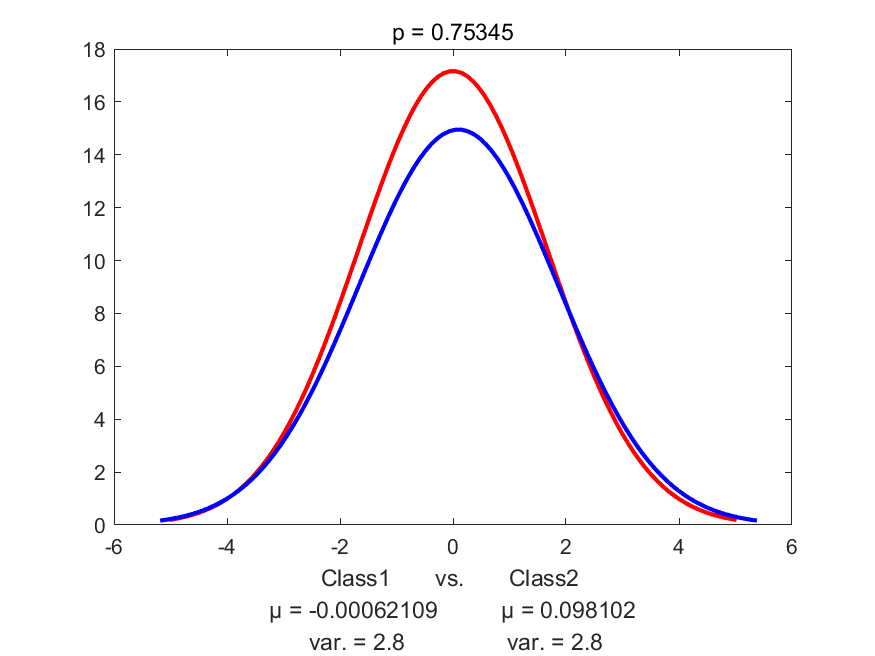 p = 0.75345
18
16
14
12
10
8
6
4
2
0
-6 -4 -2 0 2 4 6
Class1 vs. Class2
μ = -0.00062109 μ = 0.098102
var. = 2.8 var. = 2.8